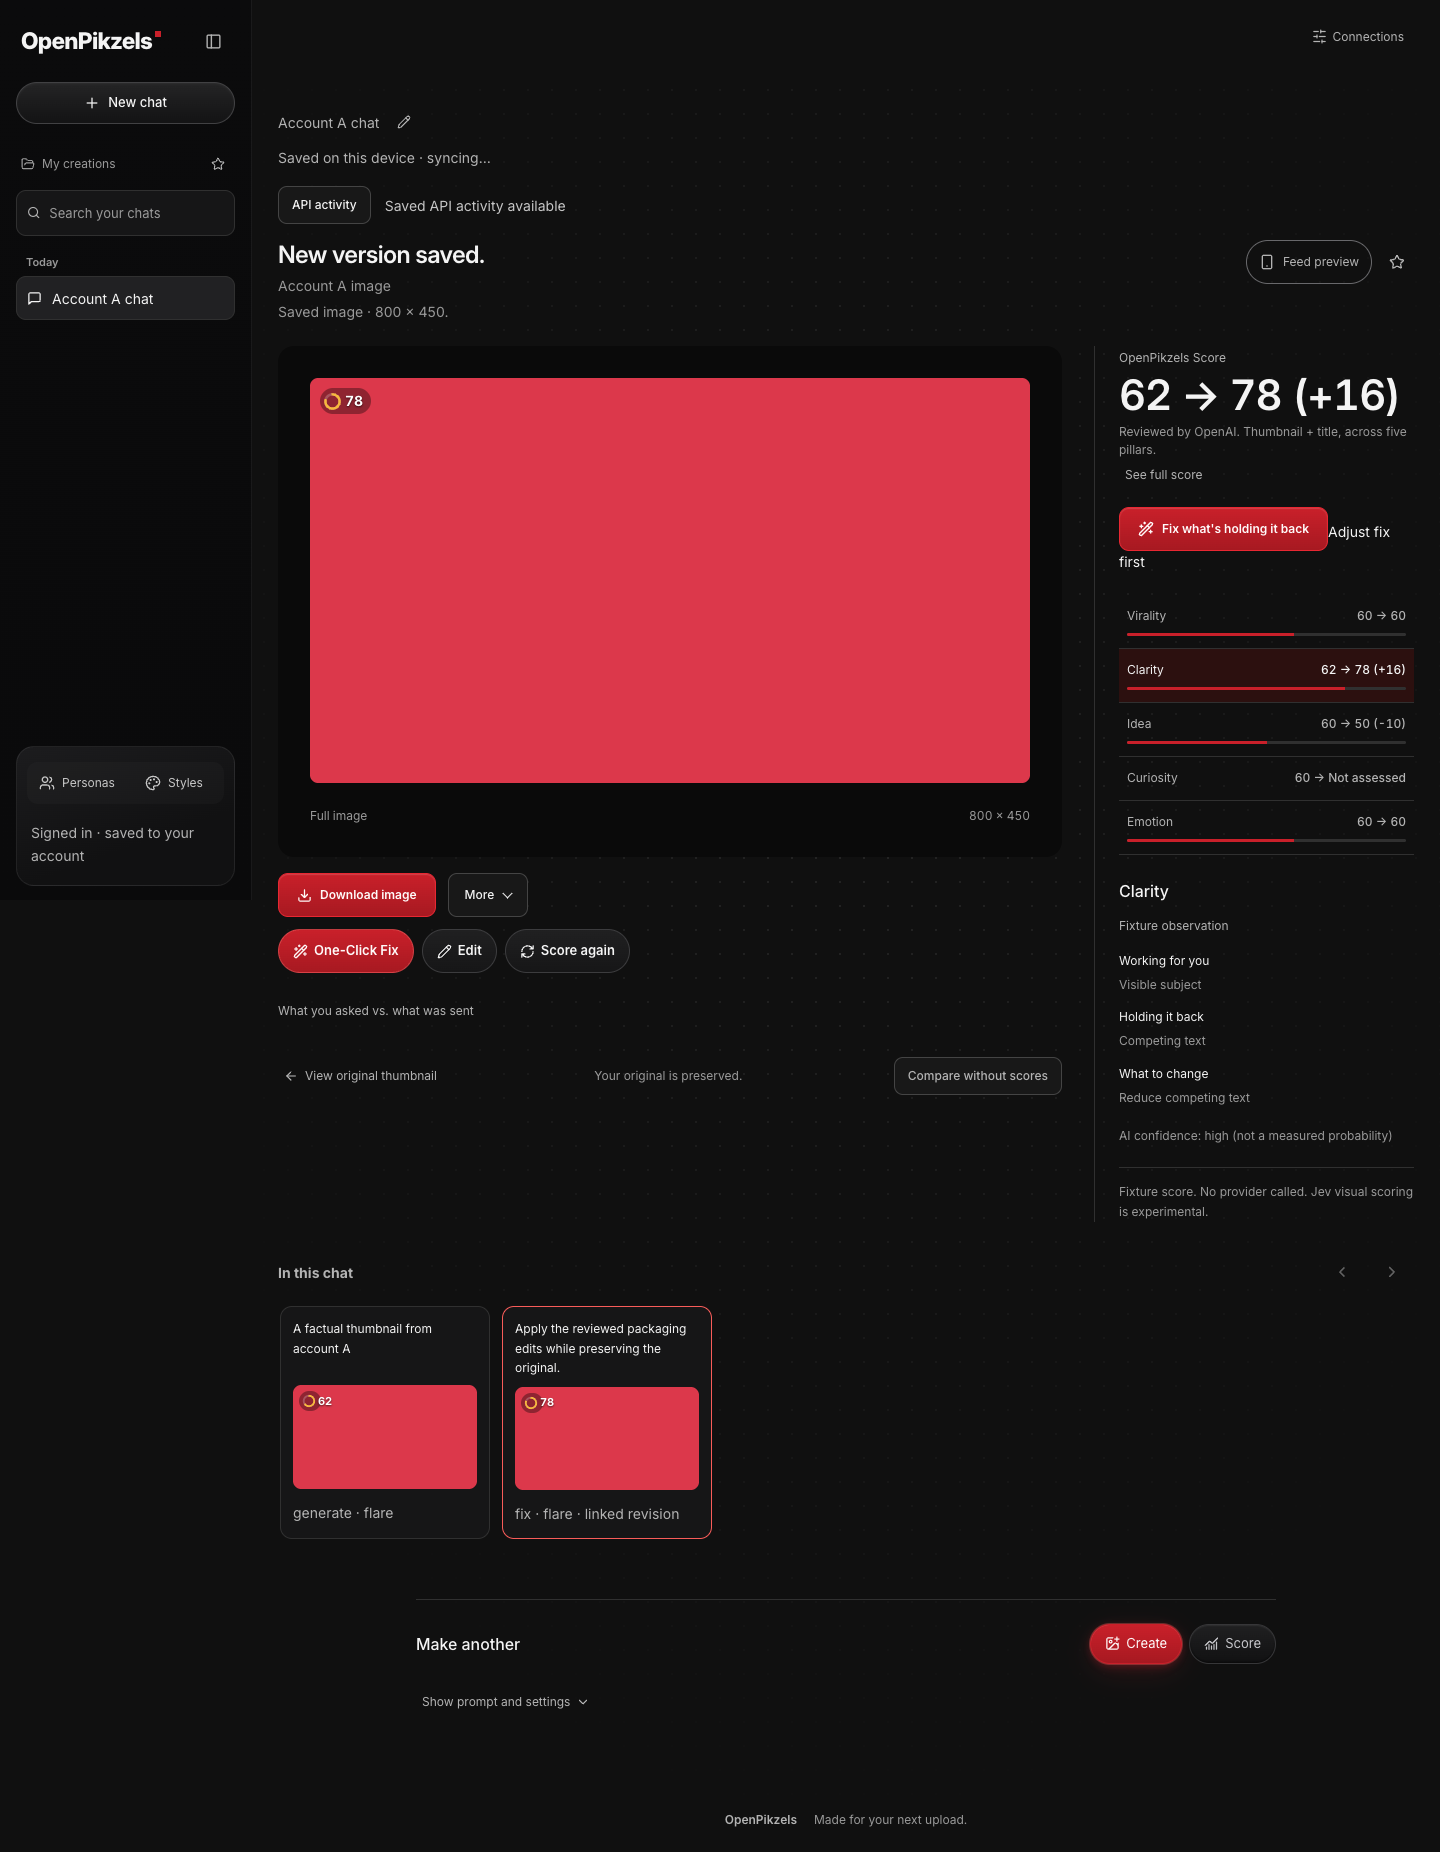 OpenPikzels
New chat
My creations
Search your chats
Today
Account A chat
Personas
Styles
Signed in · saved to your
account
Connections
Account A chat
Saved on this device · syncing...
API activity
Saved API activity available
New version saved.
Account A image
Saved image · 800 × 450.
Feed preview
78
Full image
800 × 450
Download image
More
One-Click Fix
Edit
Score again
What you asked vs. what was sent
View original thumbnail
Your original is preserved.
Compare without scores
OpenPikzels Score
62 → 78 (+16)
Reviewed by OpenAI. Thumbnail + title, across five
pillars.
See full score
Fix what's holding it back
Adjust fix
first
Virality 60 → 60
Clarity 62 → 78 (+16)
Idea 60 → 50 (-10)
Curiosity 60 → Not assessed
Emotion 60 → 60
Clarity
Fixture observation
Working for you
Visible subject
Holding it back
Competing text
What to change
Reduce competing text
AI confidence: high (not a measured probability)
Fixture score. No provider called. Jev visual scoring
is experimental.
In this chat
A factual thumbnail from
account A
62
generate · flare
Apply the reviewed packaging
edits while preserving the
original.
78
fix · flare · linked revision
Make another
Create
Score
Show prompt and settings
OpenPikzels Made for your next upload.